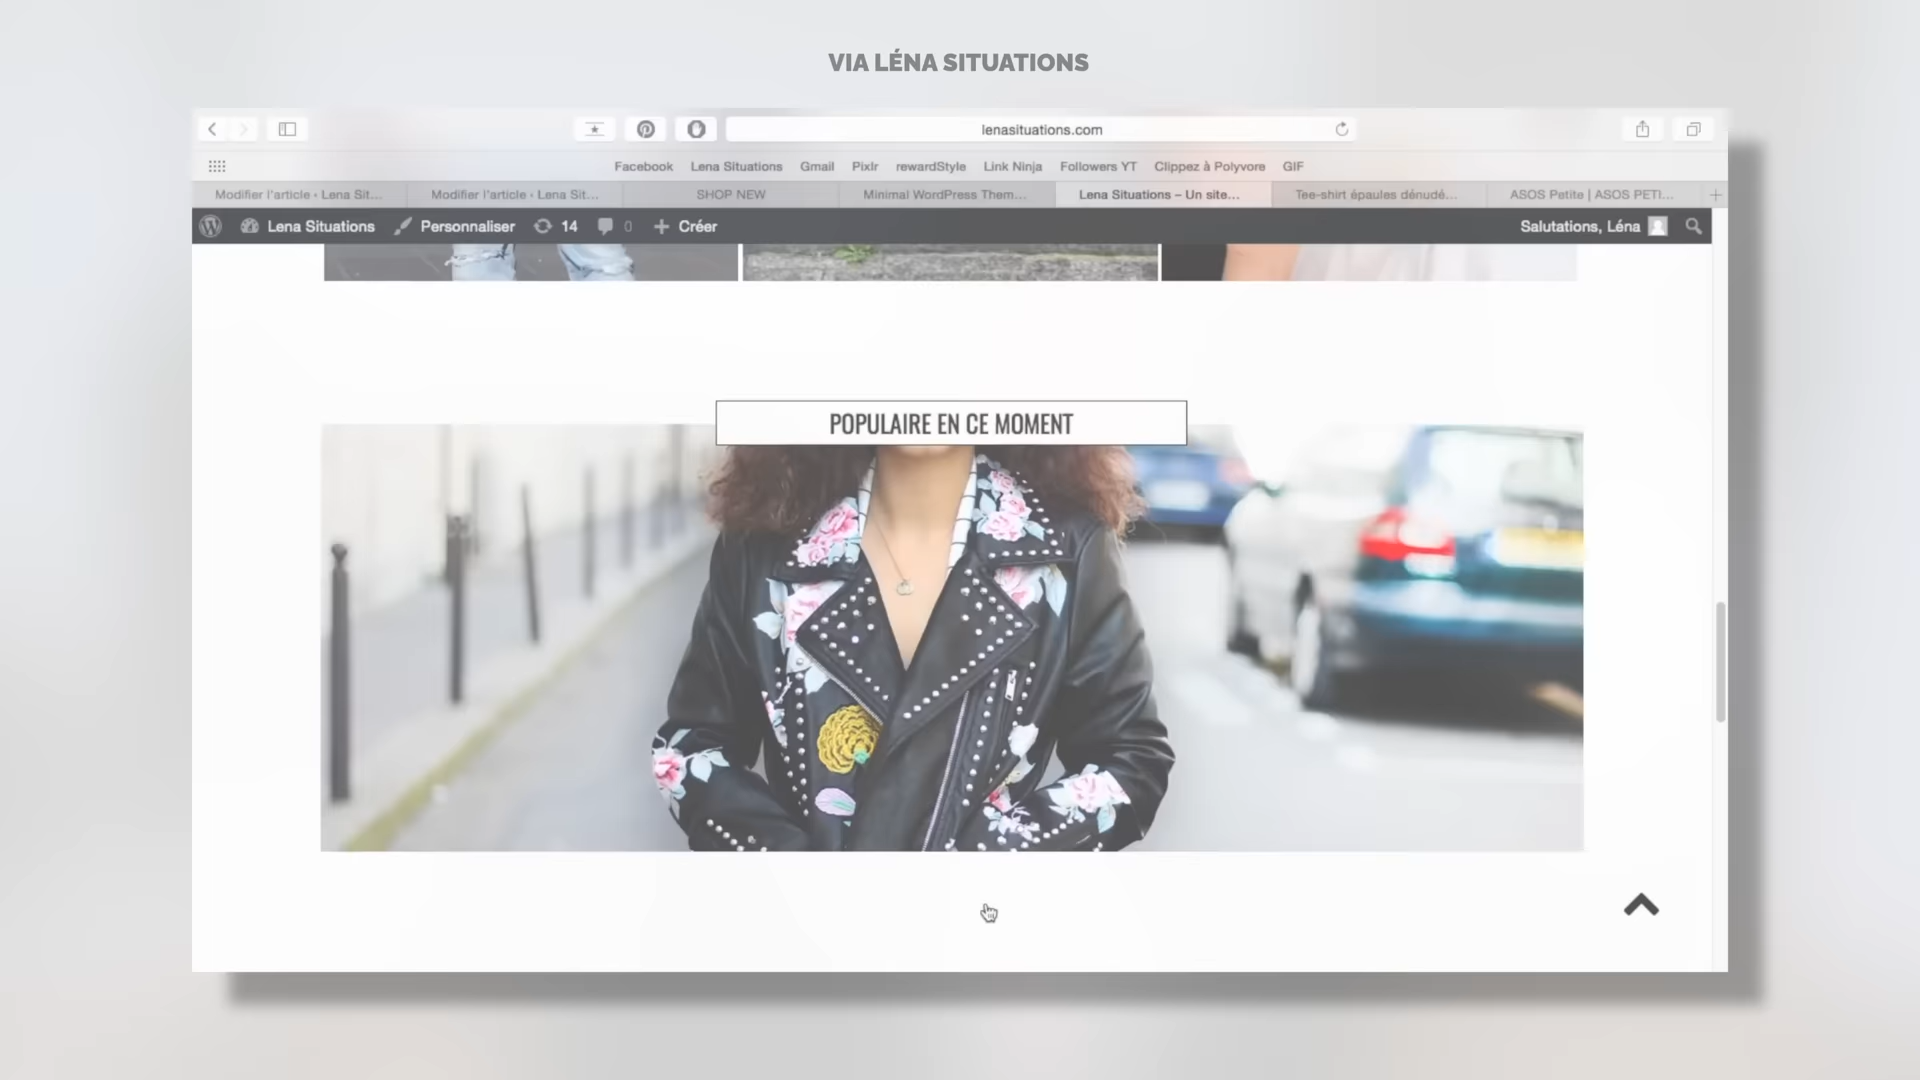 VIA LÉNA SITUATIONS
lenasituations.com
Facebook Lena Situations Gmail Pixlr rewardStyle Link Ninja Followers YT Clippez à Polyvore GIF
Modifier l'article ‹ Lena Sit... Modifier l'article ‹ Lena Sit... SHOP NEW Minimal WordPress Them... Lena Situations – Un site... Tee-shirt épaules dénudé... ASOS Petite | ASOS PETI...
Lena Situations Personnaliser 14 0 Créer Salutations, Léna
POPULAIRE EN CE MOMENT